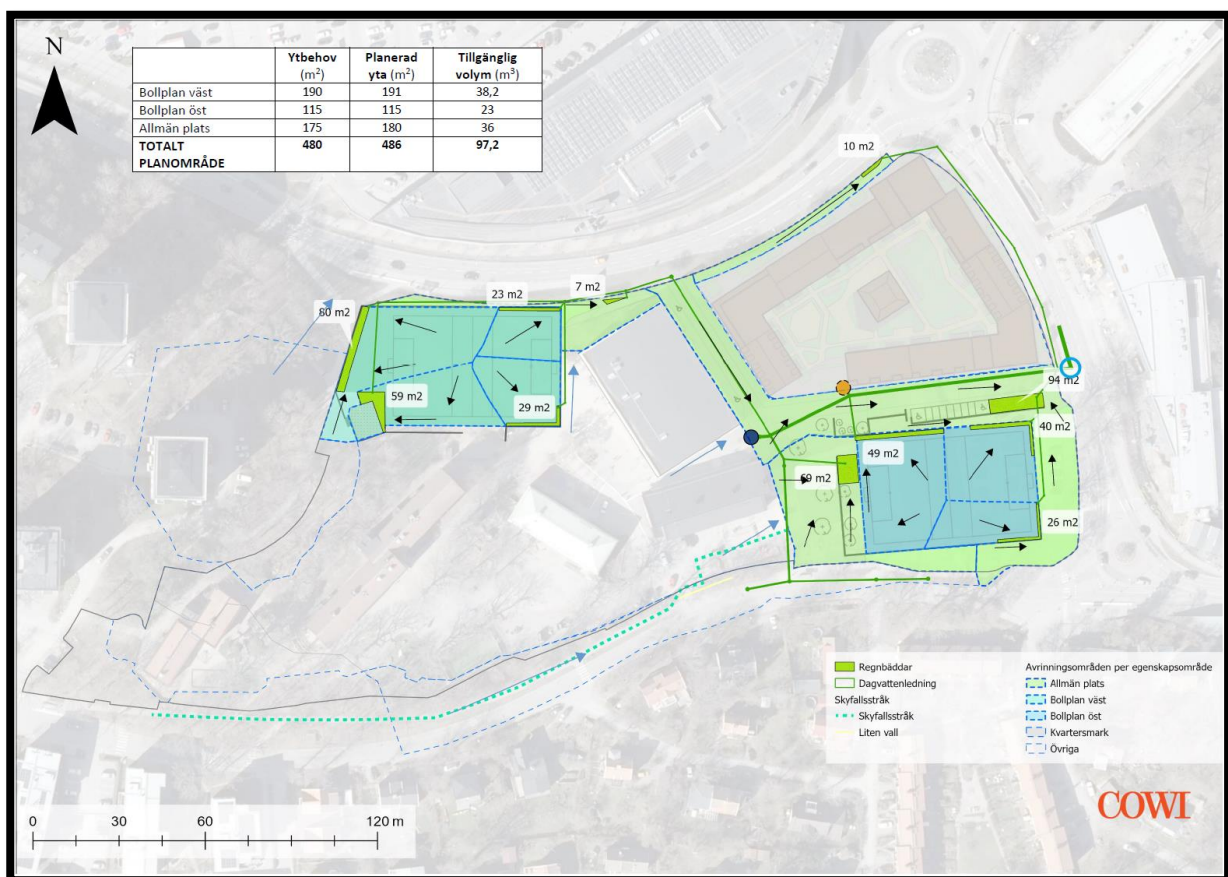 N
Ytbehov Planerad Tillgänglig
(m²) yta (m²) volym (m³)
Bollplan väst 190 191 38,2
Bollplan öst 115 115 23
Allmän plats 175 180 36
TOTALT 480 486 97,2
PLANOMRÅDE
10 m2
7 m2
23 m2
80 m2
59 m2
29 m2
94 m2
40 m2
49 m2
69 m2
26 m2
Regnbäddar
Dagvattenledning
Skyfallsstråk
Skyfallsstråk
Liten vall
Avrinningsområden per egenskapsområde
Allmän plats
Bollplan väst
Bollplan öst
Kvartersmark
Övriga
COWI
0 30 60 120 m